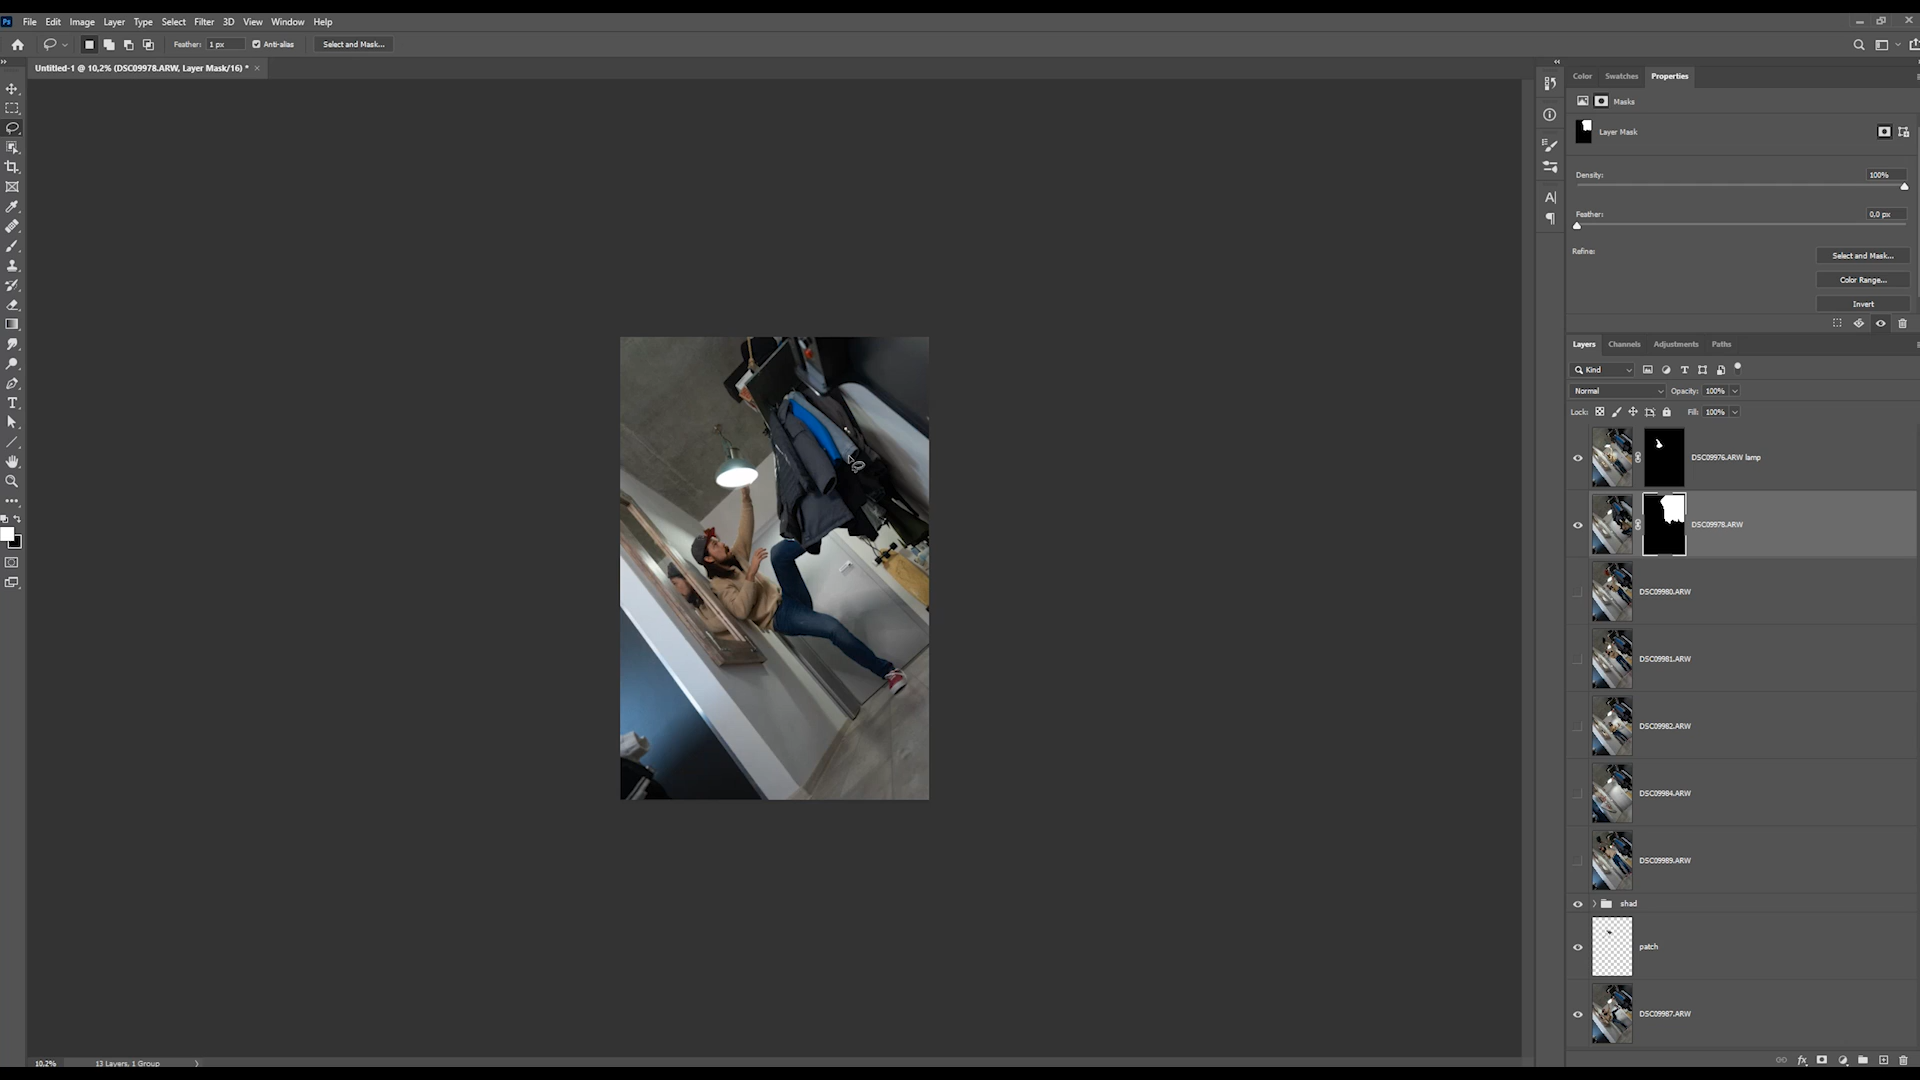 Ps File Edit Image Layer Type Select Filter 3D View Window Help
Feather: 1 px Anti-alias Select and Mask...
Untitled-1 @ 10,2% (DSC09978.ARW, Layer Mask/16) * ×
Color Swatches Properties
Masks
Layer Mask
Density: 100%
Feather: 0,0 px
Refine:
Select and Mask...
Color Range...
Invert
Layers Channels Adjustments Paths
Kind
Normal Opacity: 100%
Lock: Fill: 100%
DSC09976.ARW lamp
DSC09978.ARW
DSC09980.ARW
DSC09981.ARW
DSC09982.ARW
DSC09984.ARW
DSC09989.ARW
shad
patch
DSC09987.ARW
10,2% 13 Layers, 1 Group